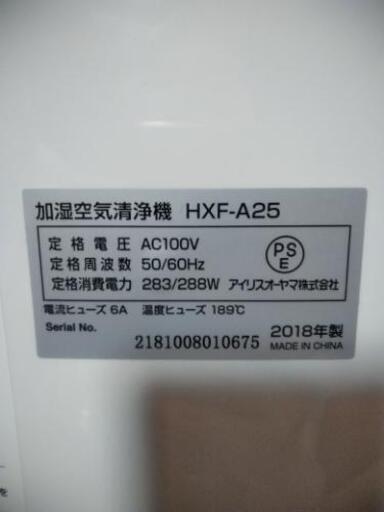 加湿空気清浄機 HXF-A25
定格電圧 AC100V
定格周波数 50/60Hz
定格消費電力 283/288W
PS
E
アイリスオーヤマ株式会社
電流ヒューズ 6A 温度ヒューズ 189℃
Serial No.
2181008010675
2018年製
MADE IN CHINA
を